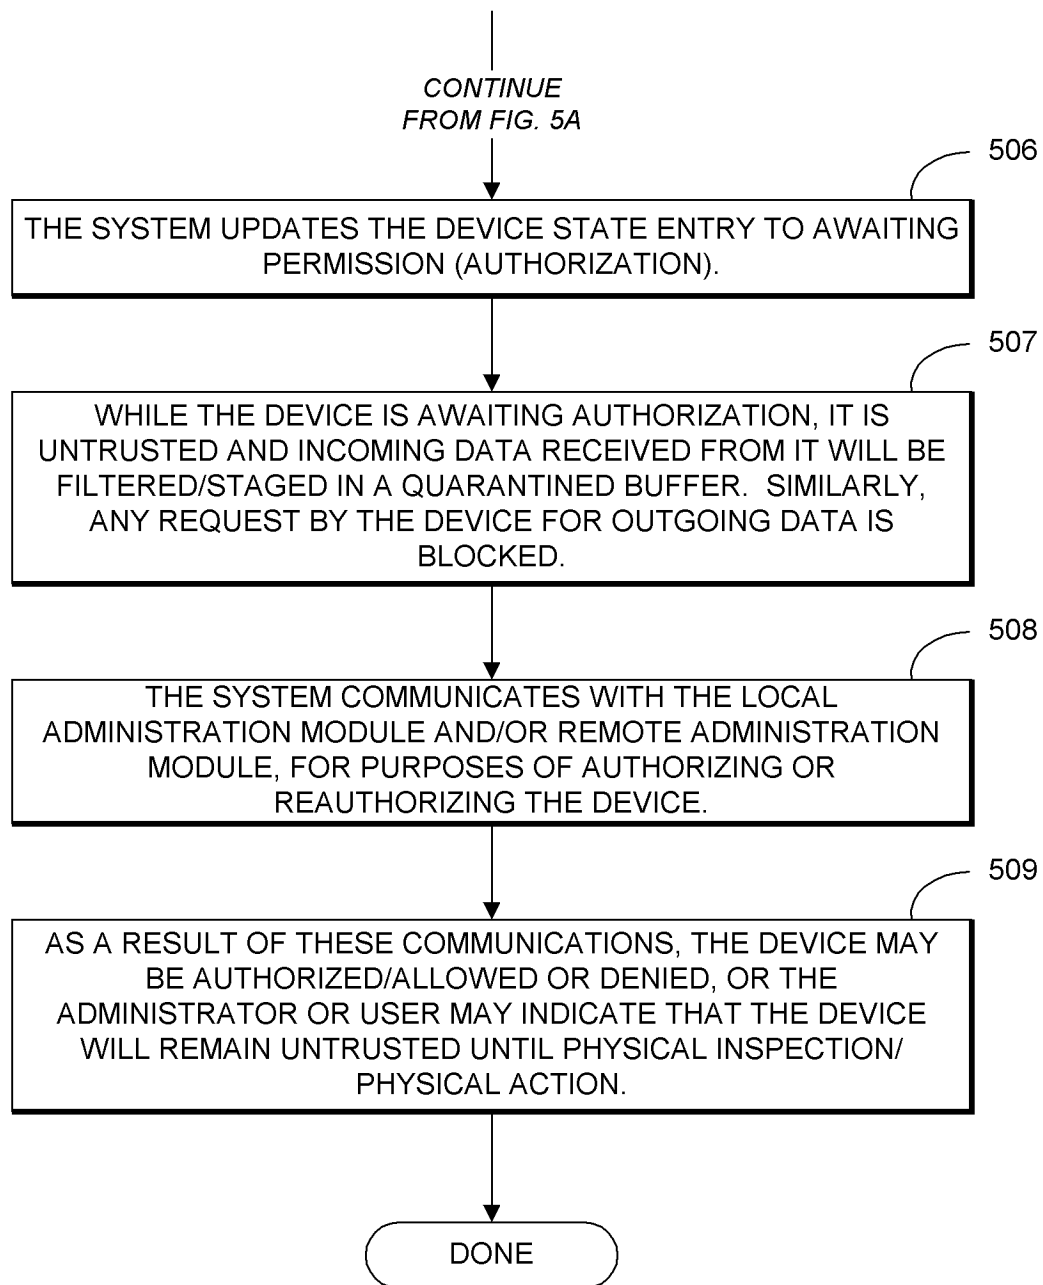 CONTINUE
FROM FIG. 5A
506
THE SYSTEM UPDATES THE DEVICE STATE ENTRY TO AWAITING
PERMISSION (AUTHORIZATION).
507
WHILE THE DEVICE IS AWAITING AUTHORIZATION, IT IS
UNTRUSTED AND INCOMING DATA RECEIVED FROM IT WILL BE
FILTERED/STAGED IN A QUARANTINED BUFFER.  SIMILARLY,
ANY REQUEST BY THE DEVICE FOR OUTGOING DATA IS
BLOCKED.
508
THE SYSTEM COMMUNICATES WITH THE LOCAL
ADMINISTRATION MODULE AND/OR REMOTE ADMINISTRATION
MODULE, FOR PURPOSES OF AUTHORIZING OR
REAUTHORIZING THE DEVICE.
509
AS A RESULT OF THESE COMMUNICATIONS, THE DEVICE MAY
BE AUTHORIZED/ALLOWED OR DENIED, OR THE
ADMINISTRATOR OR USER MAY INDICATE THAT THE DEVICE
WILL REMAIN UNTRUSTED UNTIL PHYSICAL INSPECTION/
PHYSICAL ACTION.
DONE